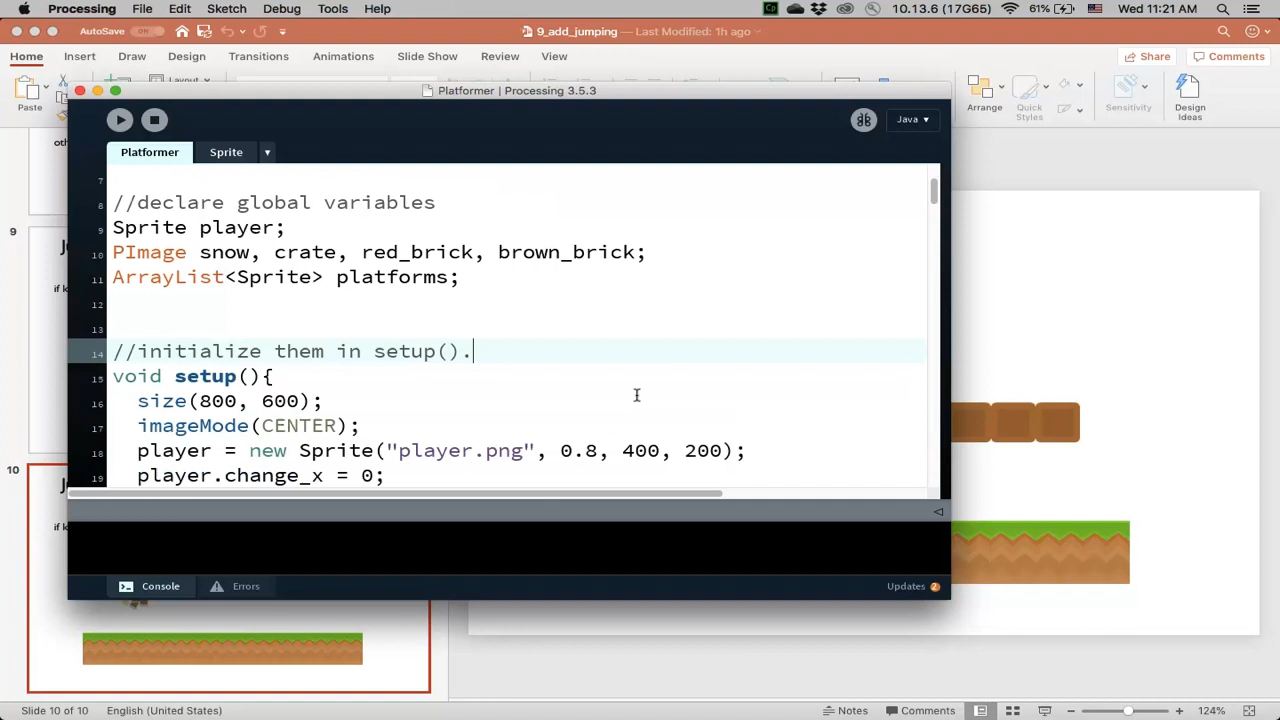 Processing File Edit Sketch Debug Tools Help 10.13.6 (17G65) 61% Wed 11:21 AM
AutoSave 9_add_jumping — Last Modified: 1h ago
Home Insert Draw Design Transitions Animations Slide Show Review View Share Comments
Paste Layout Arrange Quick Styles Sensitivity Design Ideas
Platformer | Processing 3.5.3
Java
Platformer Sprite
7
8 //declare global variables
9 Sprite player;
10 PImage snow, crate, red_brick, brown_brick;
11 ArrayList<Sprite> platforms;
12
13
14 //initialize them in setup().
15 void setup(){
16 size(800, 600);
17 imageMode(CENTER);
18 player = new Sprite("player.png", 0.8, 400, 200);
19 player.change_x = 0;
Console Errors Updates 2
9
10
if k
if k
Slide 10 of 10 English (United States) Notes Comments 124%